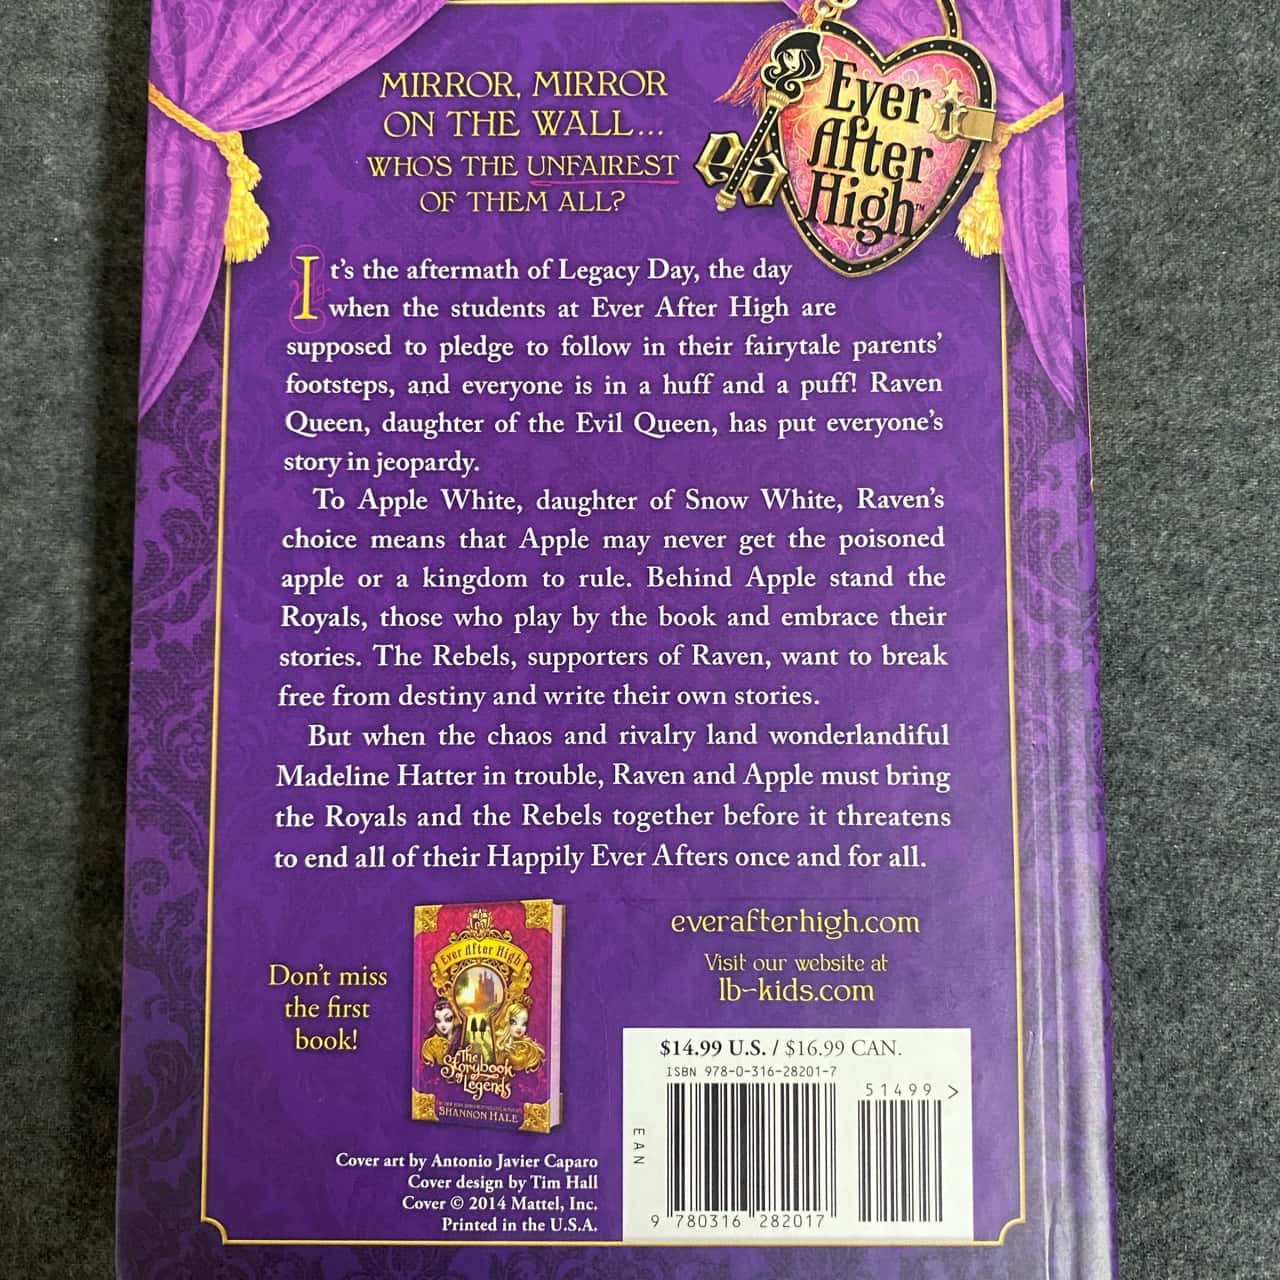 MIRROR, MIRROR
ON THE WALL...
WHO'S THE UNFAIREST
OF THEM ALL?
Ever
After
High™
It's the aftermath of Legacy Day, the day
when the students at Ever After High are
supposed to pledge to follow in their fairytale parents'
footsteps, and everyone is in a huff and a puff! Raven
Queen, daughter of the Evil Queen, has put everyone's
story in jeopardy.
To Apple White, daughter of Snow White, Raven's
choice means that Apple may never get the poisoned
apple or a kingdom to rule. Behind Apple stand the
Royals, those who play by the book and embrace their
stories. The Rebels, supporters of Raven, want to break
free from destiny and write their own stories.
But when the chaos and rivalry land wonderlandiful
Madeline Hatter in trouble, Raven and Apple must bring
the Royals and the Rebels together before it threatens
to end all of their Happily Ever Afters once and for all.
Don't miss
the first
book!
Ever After High
The
Storybook
of
Legends
SHANNON HALE
everafterhigh.com
Visit our website at
lb-kids.com
Cover art by Antonio Javier Caparo
Cover design by Tim Hall
Cover © 2014 Mattel, Inc.
Printed in the U.S.A.
$14.99 U.S. / $16.99 CAN.
ISBN 978-0-316-28201-7
51499 >
EAN
9 780316 282017